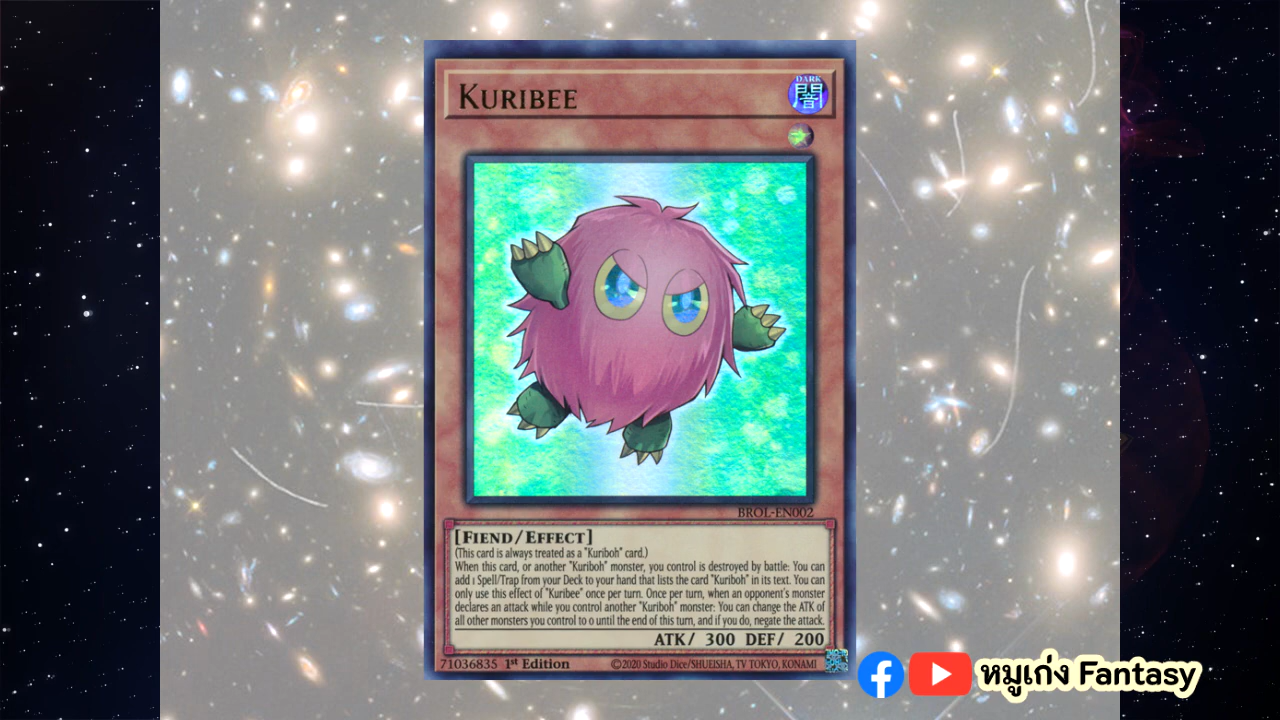 KURIBEE
DARK
闇
BROL-EN002
[FIEND/EFFECT]
(This card is always treated as a "Kuriboh" card.)
When this card, or another "Kuriboh" monster, you control is destroyed by battle: You can
add 1 Spell/Trap from your Deck to your hand that lists the card "Kuriboh" in its text. You can
only use this effect of "Kuribee" once per turn. Once per turn, when an opponent's monster
declares an attack while you control another "Kuriboh" monster: You can change the ATK of
all other monsters you control to 0 until the end of this turn, and if you do, negate the attack.
ATK/ 300 DEF/ 200
71036835 1st Edition ©2020 Studio Dice/SHUEISHA, TV TOKYO, KONAMI
หมูเก่ง Fantasy